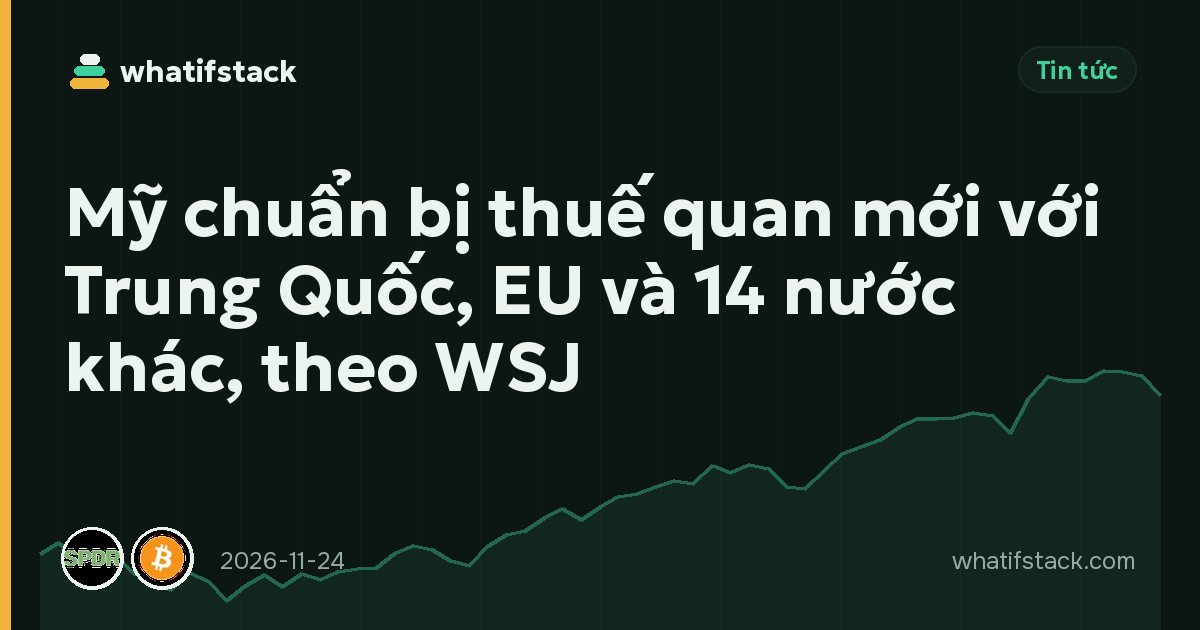 whatifstack
Tin tức
Mỹ chuẩn bị thuế quan mới với
Trung Quốc, EU và 14 nước
khác, theo WSJ
SPDR
2026-11-24
whatifstack.com